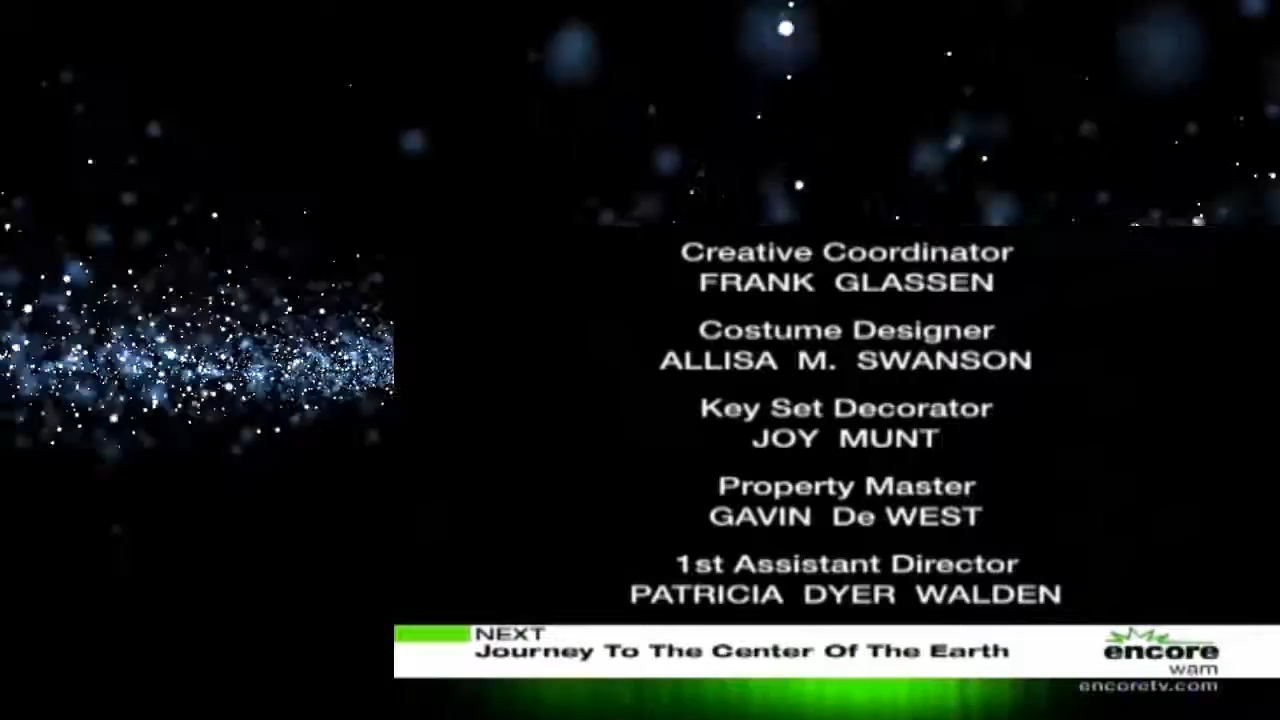 Creative Coordinator
FRANK GLASSEN
Costume Designer
ALLISA M. SWANSON
Key Set Decorator
JOY MUNT
Property Master
GAVIN De WEST
1st Assistant Director
PATRICIA DYER WALDEN
NEXT
Journey To The Center Of The Earth
encore
wam
encoretv.com